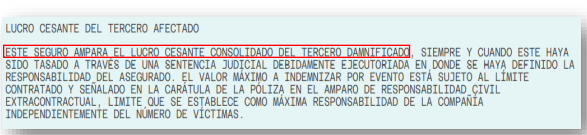 LUCRO CESANTE DEL TERCERO AFECTADO
ESTE SEGURO AMPARA EL LUCRO CESANTE CONSOLIDADO DEL TERCERO DAMNIFICADO, SIEMPRE Y CUANDO ESTE HAYA
SIDO TASADO A TRAVÉS DE UNA SENTENCIA JUDICIAL DEBIDAMENTE EJECUTORIADA EN DONDE SE HAYA DEFINIDO LA
RESPONSABILIDAD DEL ASEGURADO. EL VALOR MÁXIMO A INDEMNIZAR POR EVENTO ESTÁ SUJETO AL LÍMITE
CONTRATADO Y SEÑALADO EN LA CARÁTULA DE LA PÓLIZA EN EL AMPARO DE RESPONSABILIDAD CIVIL
EXTRACONTRACTUAL, LIMITE QUE SE ESTABLECE COMO MÁXIMA RESPONSABILIDAD DE LA COMPAÑÍA
INDEPENDIENTEMENTE DEL NÚMERO DE VÍCTIMAS.